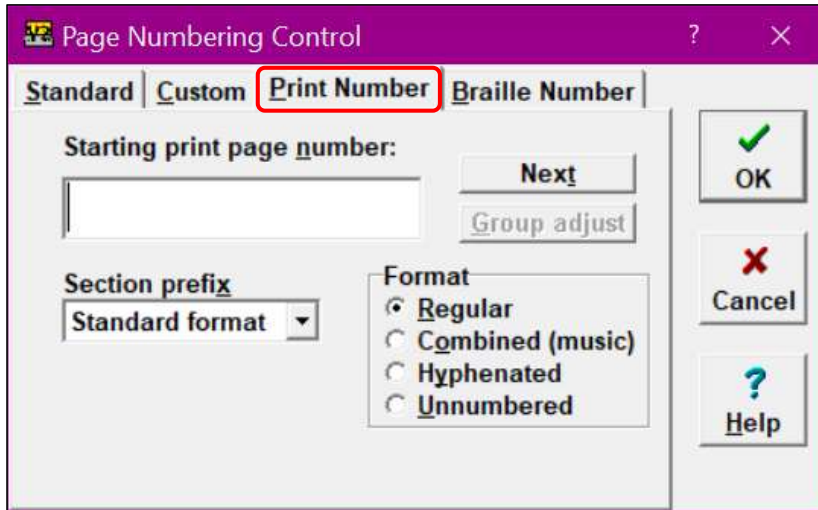 Page Numbering Control
Standard Custom Print Number Braille Number
Starting print page number:
Next
Group adjust
Section prefix
Standard format
Format
Regular
Combined (music)
Hyphenated
Unnumbered
OK
Cancel
? 
Help